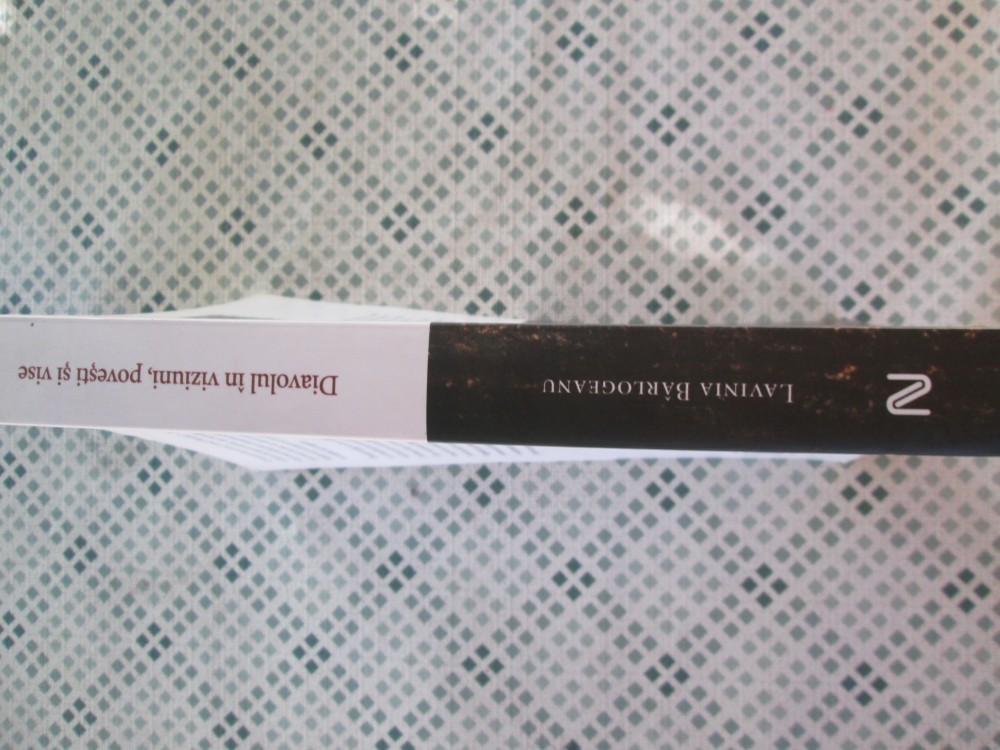 LAVINIA BÂRLOGEANU
Diavolul în viziuni, povești și vise